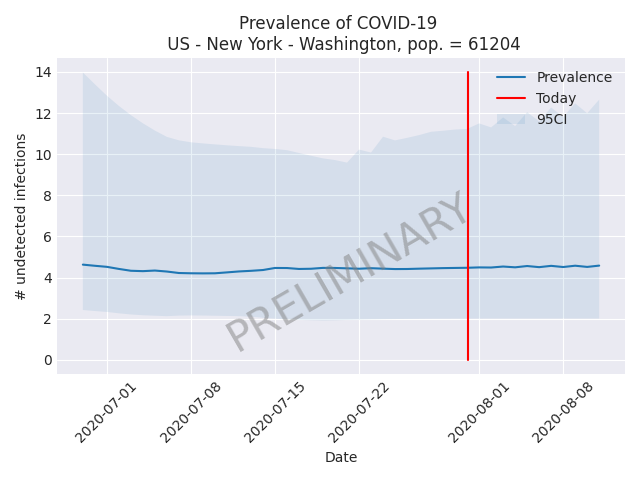 Prevalence of COVID-19
US - New York - Washington, pop. = 61204
14
12
10
8
6
4
2
0
# undetected infections
Prevalence
Today
95CI
PRELIMINARY
2020-07-01
2020-07-08
2020-07-15
2020-07-22
2020-08-01
2020-08-08
Date